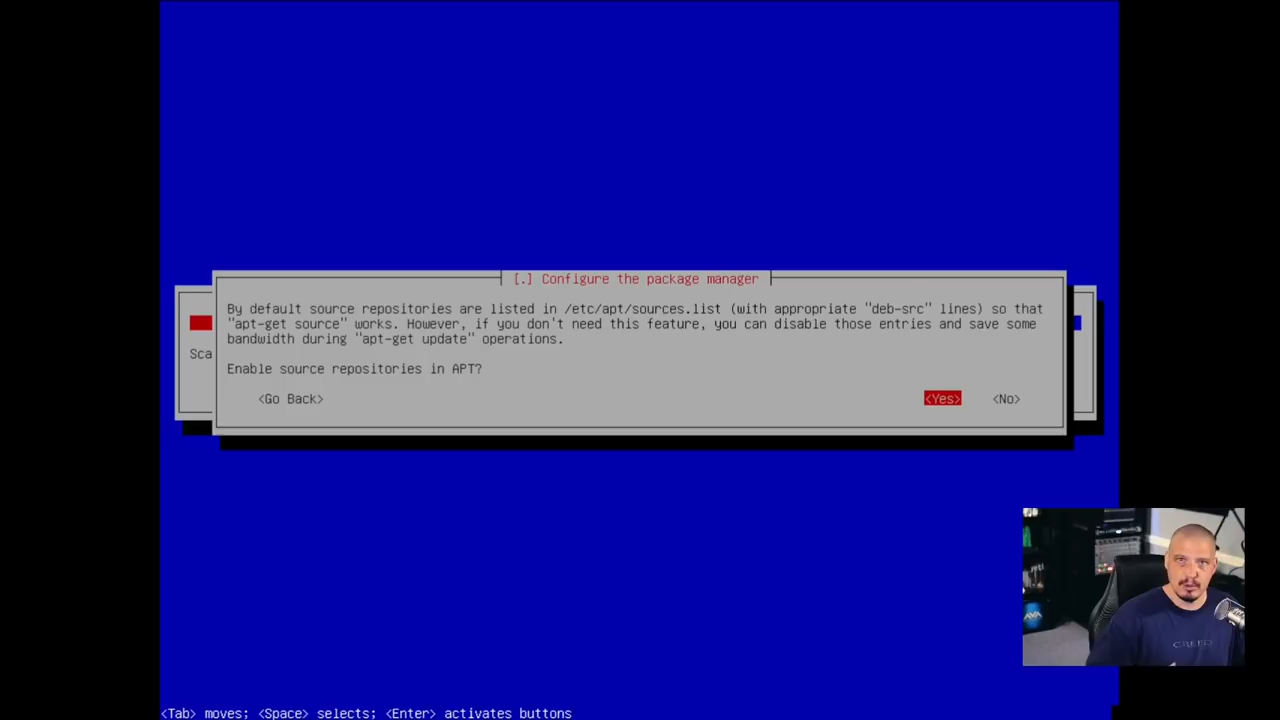 [.] Configure the package manager
By default source repositories are listed in /etc/apt/sources.list (with appropriate "deb-src" lines) so that
"apt-get source" works. However, if you don't need this feature, you can disable those entries and save some
bandwidth during "apt-get update" operations.
Sca
Enable source repositories in APT?
<Go Back> <Yes> <No>
<Tab> moves; <Space> selects; <Enter> activates buttons